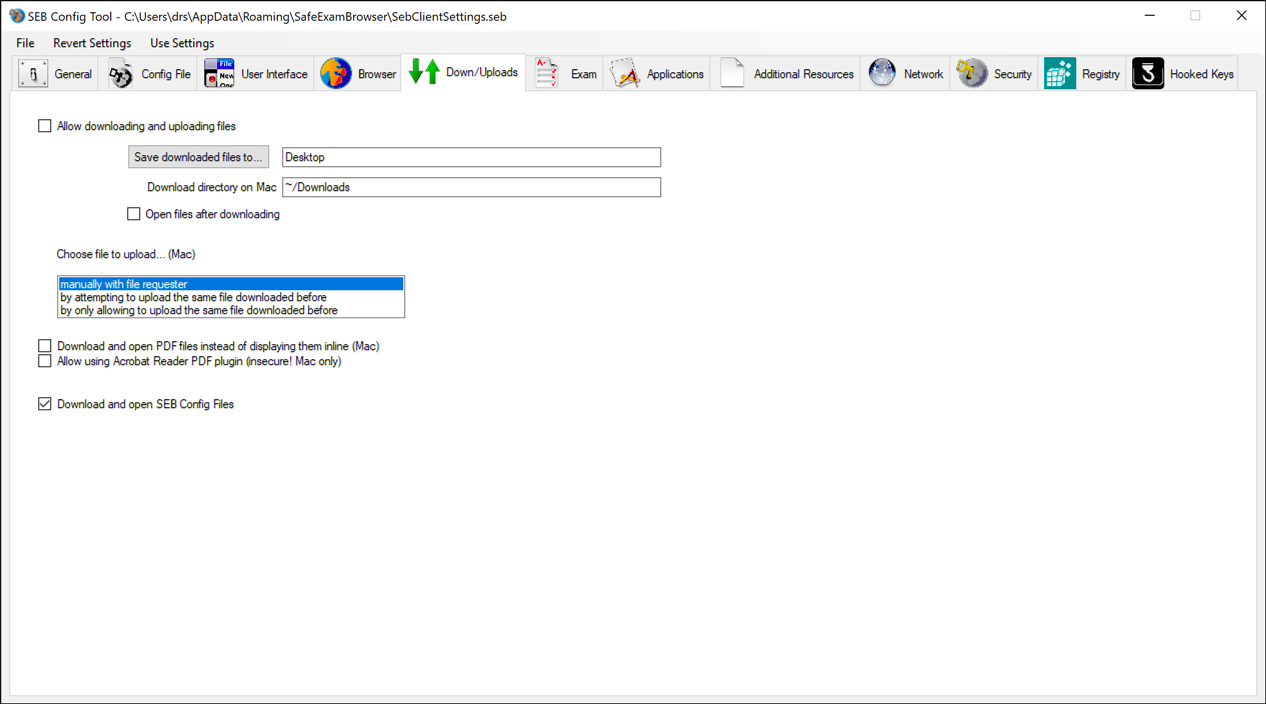 SEB Config Tool - C:\Users\drs\AppData\Roaming\SafeExamBrowser\SebClientSettings.seb
File Revert Settings Use Settings
General Config File User Interface Browser Down/Uploads Exam Applications Additional Resources Network Security Registry Hooked Keys
Allow downloading and uploading files
Save downloaded files to... Desktop
Download directory on Mac ~/Downloads
Open files after downloading
Choose file to upload... (Mac)
manually with file requester
by attempting to upload the same file downloaded before
by only allowing to upload the same file downloaded before
Download and open PDF files instead of displaying them inline (Mac)
Allow using Acrobat Reader PDF plugin (insecure! Mac only)
Download and open SEB Config Files